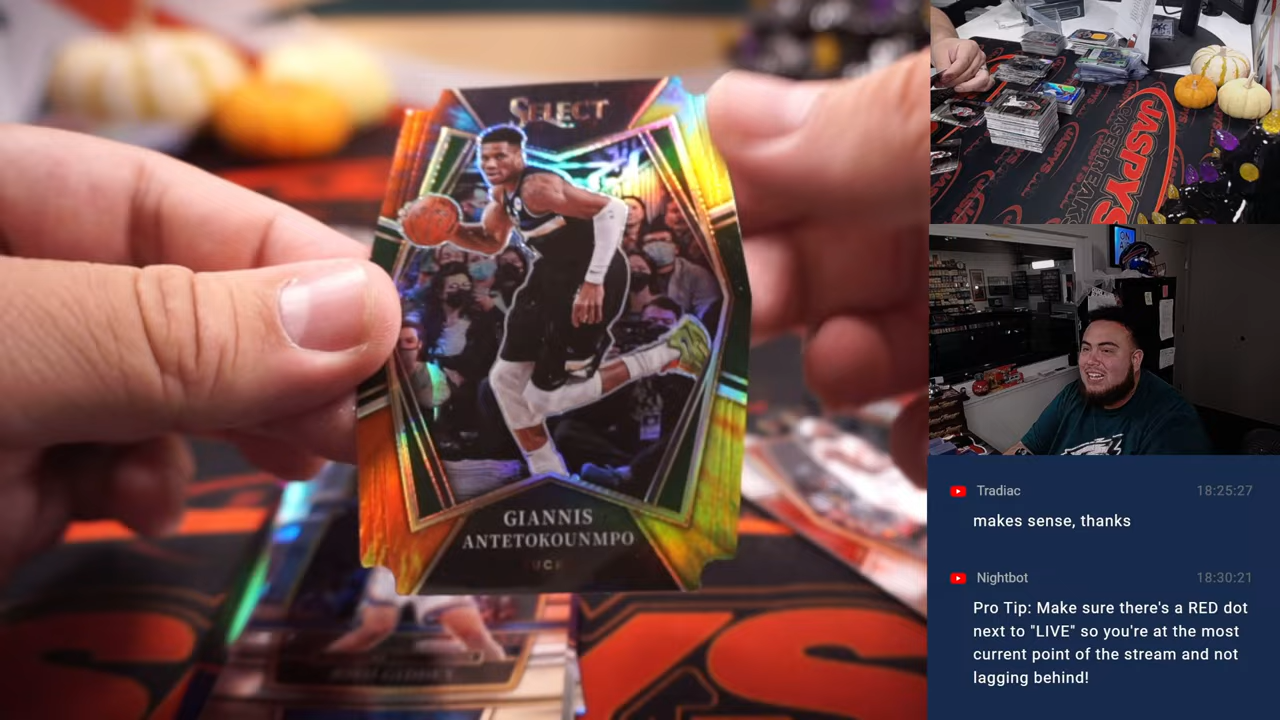 SELECT
GIANNIS
ANTETOKOUNMPO
JASPYS
Tradiac 18:25:27
makes sense, thanks
Nightbot 18:30:21
Pro Tip: Make sure there's a RED dot
next to "LIVE" so you're at the most
current point of the stream and not
lagging behind!